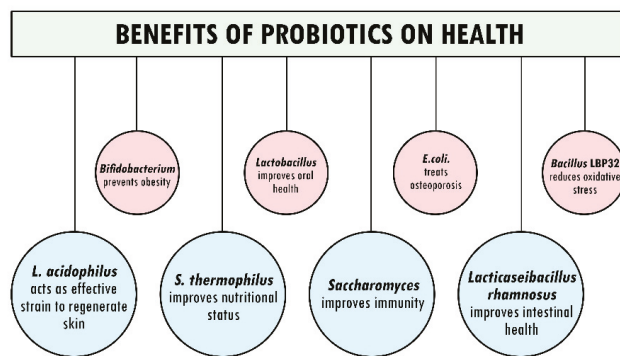 BENEFITS OF PROBIOTICS ON HEALTH
Bifidobacterium
prevents obesity
Lactobacillus
improves oral
health
E.coli.
treats
osteoporosis
Bacillus LBP32
reduces oxidative
stress
L. acidophilus
acts as effective
strain to regenerate
skin
S. thermophilus
improves nutritional
status
Saccharomyces
improves immunity
Lacticaseibacillus
rhamnosus
improves intestinal
health